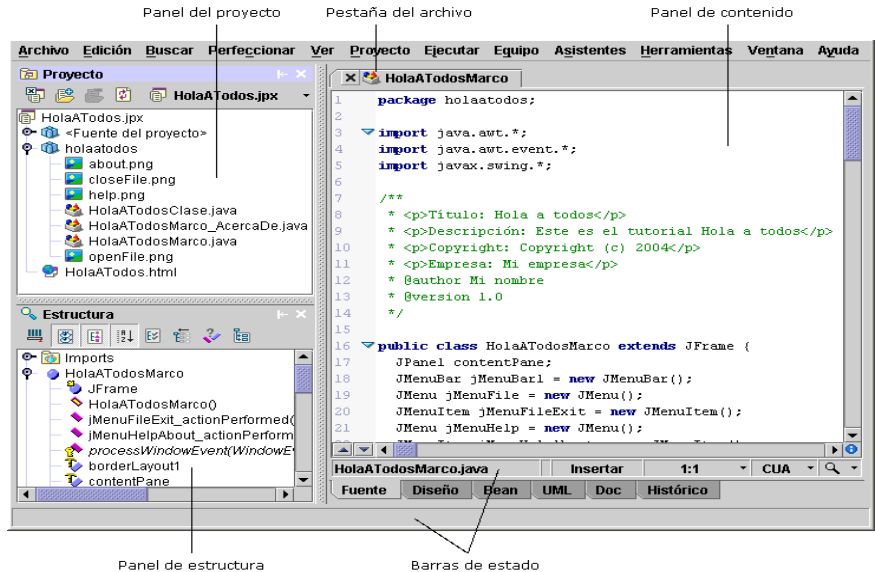 Panel del proyecto
Pestaña del archivo
Panel de contenido
Archivo Edición Buscar Perfeccionar Ver Proyecto Ejecutar Equipo Asistentes Herramientas Ventana Ayuda
Proyecto
HolaATodos.jpx
HolaATodos.jpx
<Fuente del proyecto>
holaatodos
about.png
closeFile.png
help.png
HolaATodosClase.java
HolaATodosMarco_AcercaDe.java
HolaATodosMarco.java
openFile.png
HolaATodos.html
Estructura
Imports
HolaATodosMarco
JFrame
HolaATodosMarco()
jMenuFileExit_actionPerformed(
jMenuHelpAbout_actionPerform
processWindowEvent(WindowE
borderLayout1
contentPane
HolaATodosMarco
1 package holaatodos;
2
3 import java.awt.*;
4 import java.awt.event.*;
5 import javax.swing.*;
6
7 /**
8 * <p>Título: Hola a todos</p>
9 * <p>Descripción: Este es el tutorial Hola a todos</p>
10 * <p>Copyright: Copyright (c) 2004</p>
11 * <p>Empresa: Mi empresa</p>
12 * @author Mi nombre
13 * @version 1.0
14 */
15
16 public class HolaATodosMarco extends JFrame {
17 JPanel contentPane;
18 JMenuBar jMenuBar1 = new JMenuBar();
19 JMenu jMenuFile = new JMenu();
20 JMenuItem jMenuFileExit = new JMenuItem();
21 JMenu jMenuHelp = new JMenu();
HolaATodosMarco.java Insertar 1:1 CUA
Fuente Diseño Bean UML Doc Histórico
Panel de estructura
Barras de estado